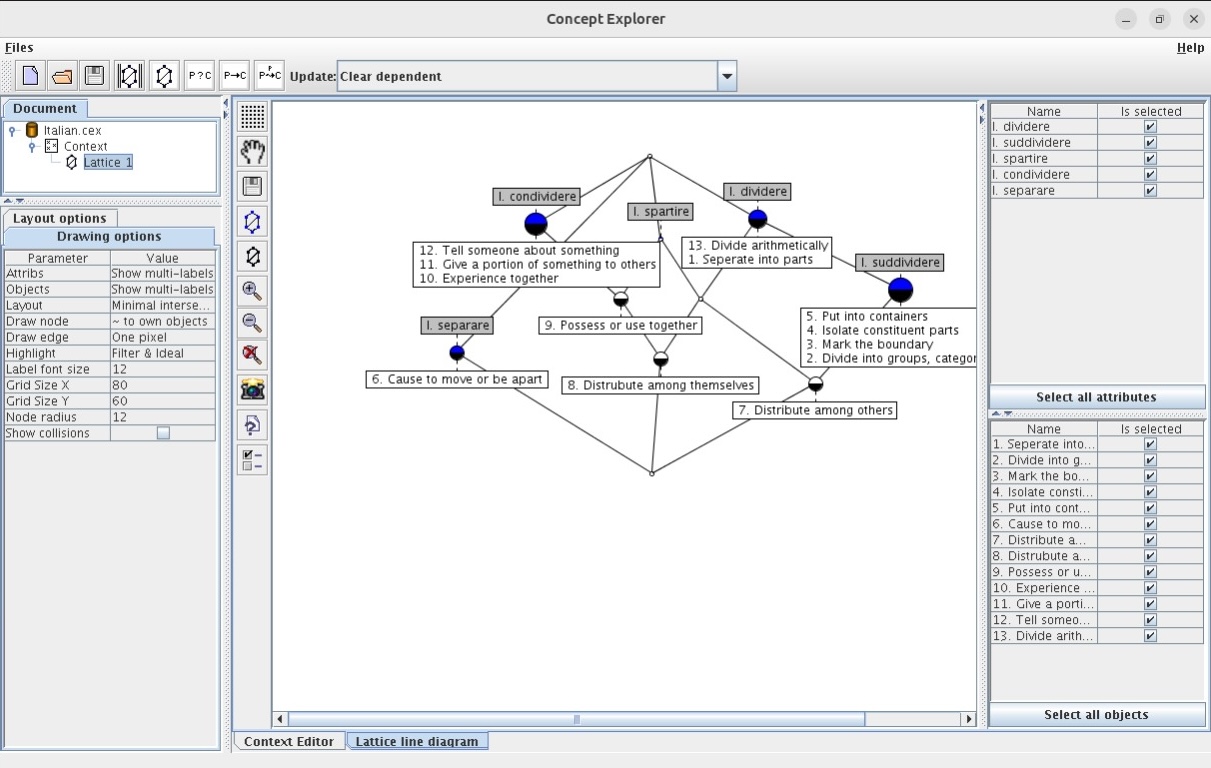 Concept Explorer
Files
Help
P?C
P→C
P↛C
Update:
Clear dependent
Document
Italian.cex
Context
Lattice 1
Layout options
Drawing options
Parameter Value
Attribs Show multi-labels
Objects Show multi-labels
Layout Minimal interse...
Draw node ~ to own objects
Draw edge One pixel
Highlight Filter & Ideal
Label font size 12
Grid Size X 80
Grid Size Y 60
Node radius 12
Show collisions
I. condividere
I. dividere
I. spartire
12. Tell someone about something
11. Give a portion of something to others
10. Experience together
13. Divide arithmetically
1. Seperate into parts
I. suddividere
9. Possess or use together
I. separare
5. Put into containers
4. Isolate constituent parts
3. Mark the boundary
2. Divide into groups, categor
6. Cause to move or be apart
8. Distrubute among themselves
7. Distribute among others
Name Is selected
I. dividere
I. suddividere
I. spartire
I. condividere
I. separare
Select all attributes
Name Is selected
1. Seperate into...
2. Divide into g...
3. Mark the bo...
4. Isolate consti...
5. Put into cont...
6. Cause to mo...
7. Distribute a...
8. Distrubute a...
9. Possess or u...
10. Experience ...
11. Give a porti...
12. Tell someo...
13. Divide arith...
Select all objects
Context Editor
Lattice line diagram